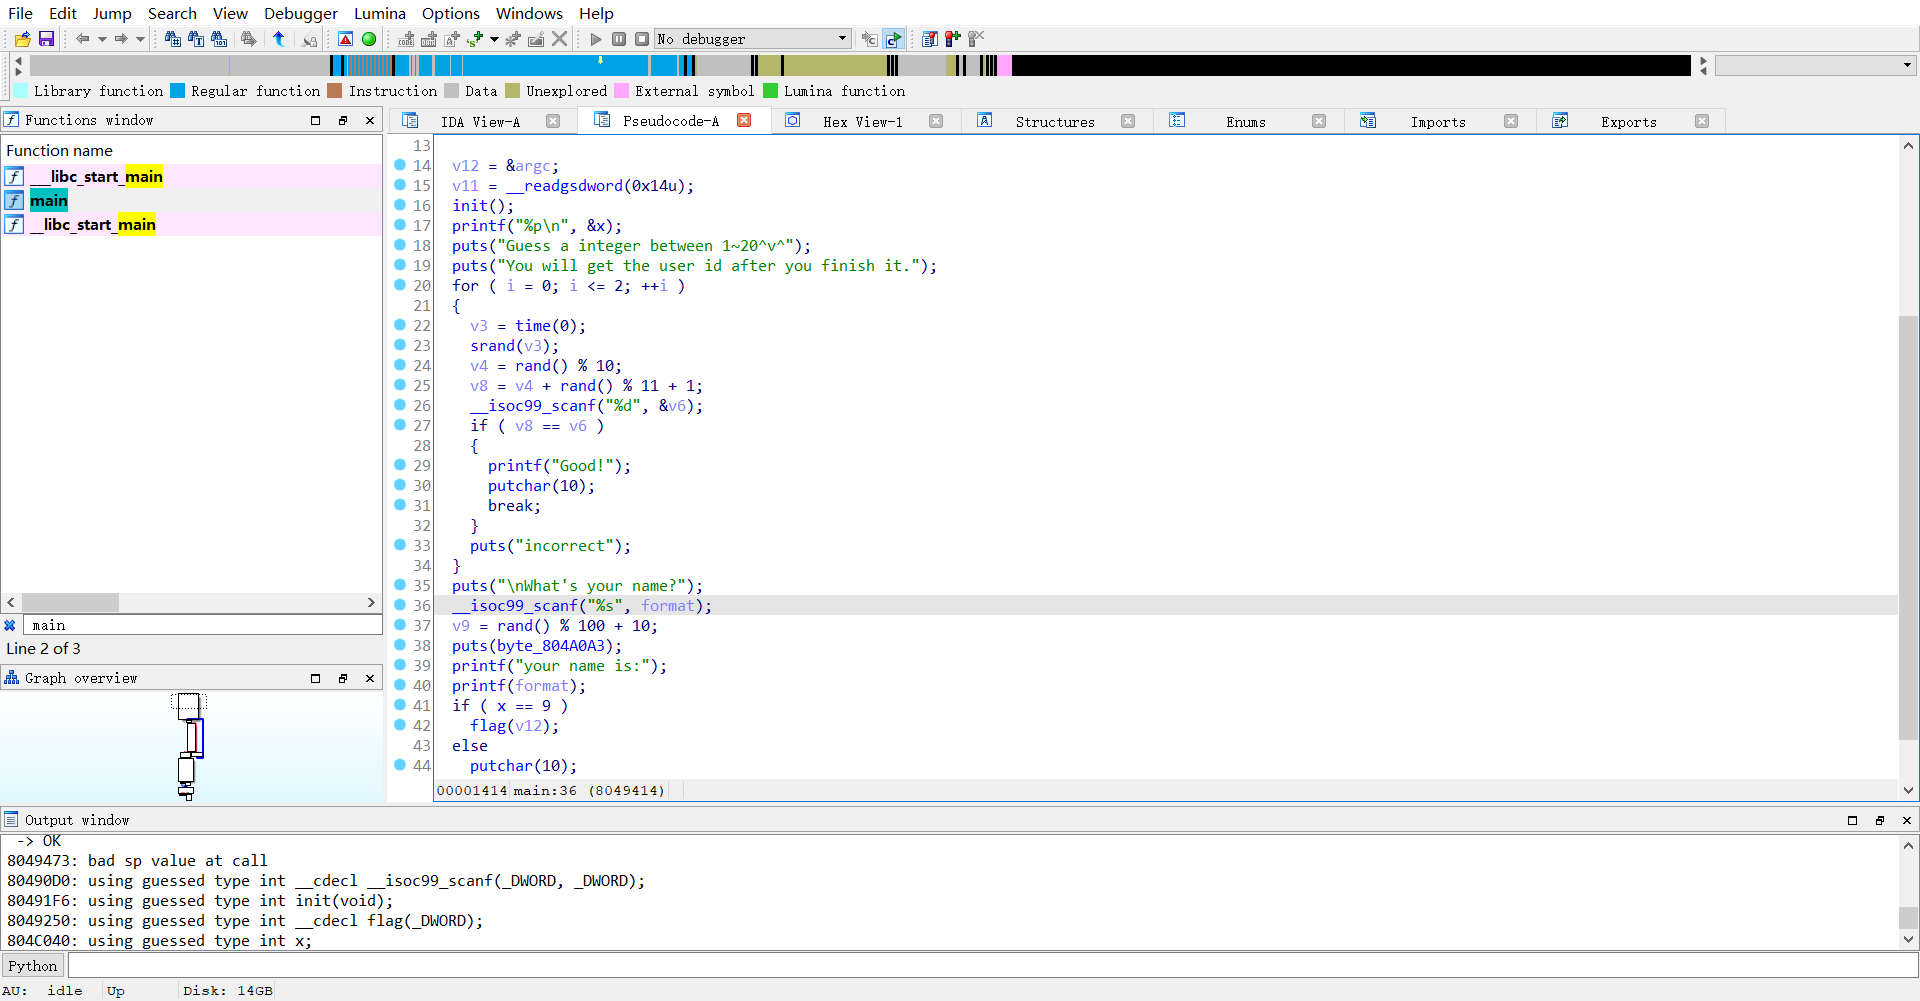 File Edit Jump Search View Debugger Lumina Options Windows Help
No debugger
Library function Regular function Instruction Data Unexplored External symbol Lumina function
Functions window
Function name
__libc_start_main
main
__libc_start_main
main
Line 2 of 3
Graph overview
IDA View-A Pseudocode-A Hex View-1 Structures Enums Imports Exports
13
14 v12 = &argc;
15 v11 = __readgsdword(0x14u);
16 init();
17 printf("%p\n", &x);
18 puts("Guess a integer between 1~20^v^");
19 puts("You will get the user id after you finish it.");
20 for ( i = 0; i <= 2; ++i )
21 {
22 v3 = time(0);
23 srand(v3);
24 v4 = rand() % 10;
25 v8 = v4 + rand() % 11 + 1;
26 __isoc99_scanf("%d", &v6);
27 if ( v8 == v6 )
28 {
29 printf("Good!");
30 putchar(10);
31 break;
32 }
33 puts("incorrect");
34 }
35 puts("\nWhat's your name?");
36 __isoc99_scanf("%s", format);
37 v9 = rand() % 100 + 10;
38 puts(byte_804A0A3);
39 printf("your name is:");
40 printf(format);
41 if ( x == 9 )
42 flag(v12);
43 else
44 putchar(10);
00001414 main:36 (8049414)
Output window
-> OK
8049473: bad sp value at call
80490D0: using guessed type int __cdecl __isoc99_scanf(_DWORD, _DWORD);
80491F6: using guessed type int init(void);
8049250: using guessed type int __cdecl flag(_DWORD);
804C040: using guessed type int x;
Python
AU: idle Up Disk: 14GB